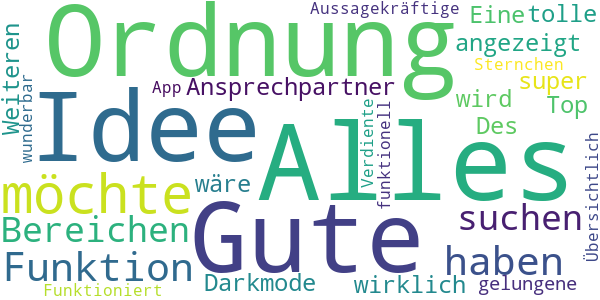 Aussagekräftige
Ordnung
Eine
tolle
Weiteren
angezeigt
Sternchen
wunderbar
App
Ansprechpartner
super
Idee
Alles
wird
Top
Des
Verdiente
funktionell
Übersichtlich
möchte
wäre
Gute
suchen
Bereichen
Funktion
haben
Darkmode
wirklich
gelungene
Funktioniert